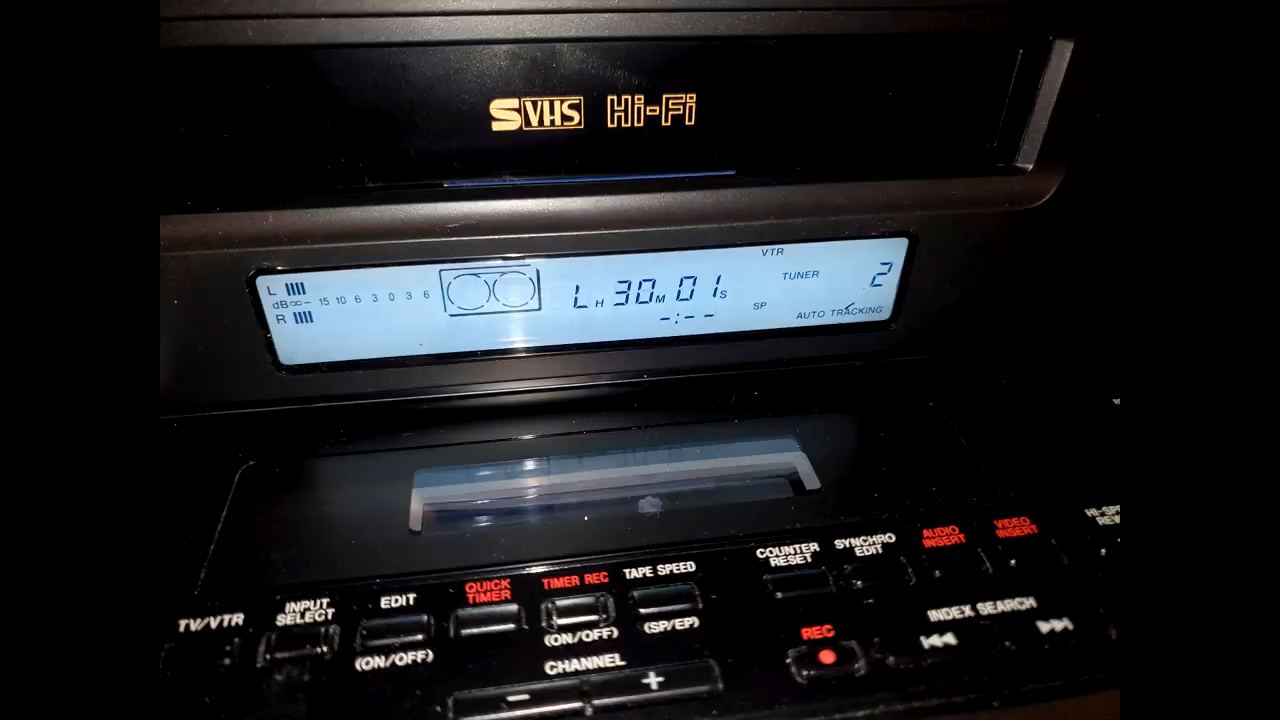 SVHS Hi-Fi
VTR
L
TUNER 2
dB∞- 15 10 6 3 0 3 6
H 30M 01S
SP
R
-:--
AUTO TRACKING
COUNTER RESET
SYNCHRO EDIT
AUDIO INSERT
VIDEO INSERT
TV/VTR
INPUT SELECT
EDIT
(ON/OFF)
QUICK TIMER
TIMER REC
(ON/OFF)
TAPE SPEED
(SP/EP)
REC
INDEX SEARCH
CHANNEL
- +